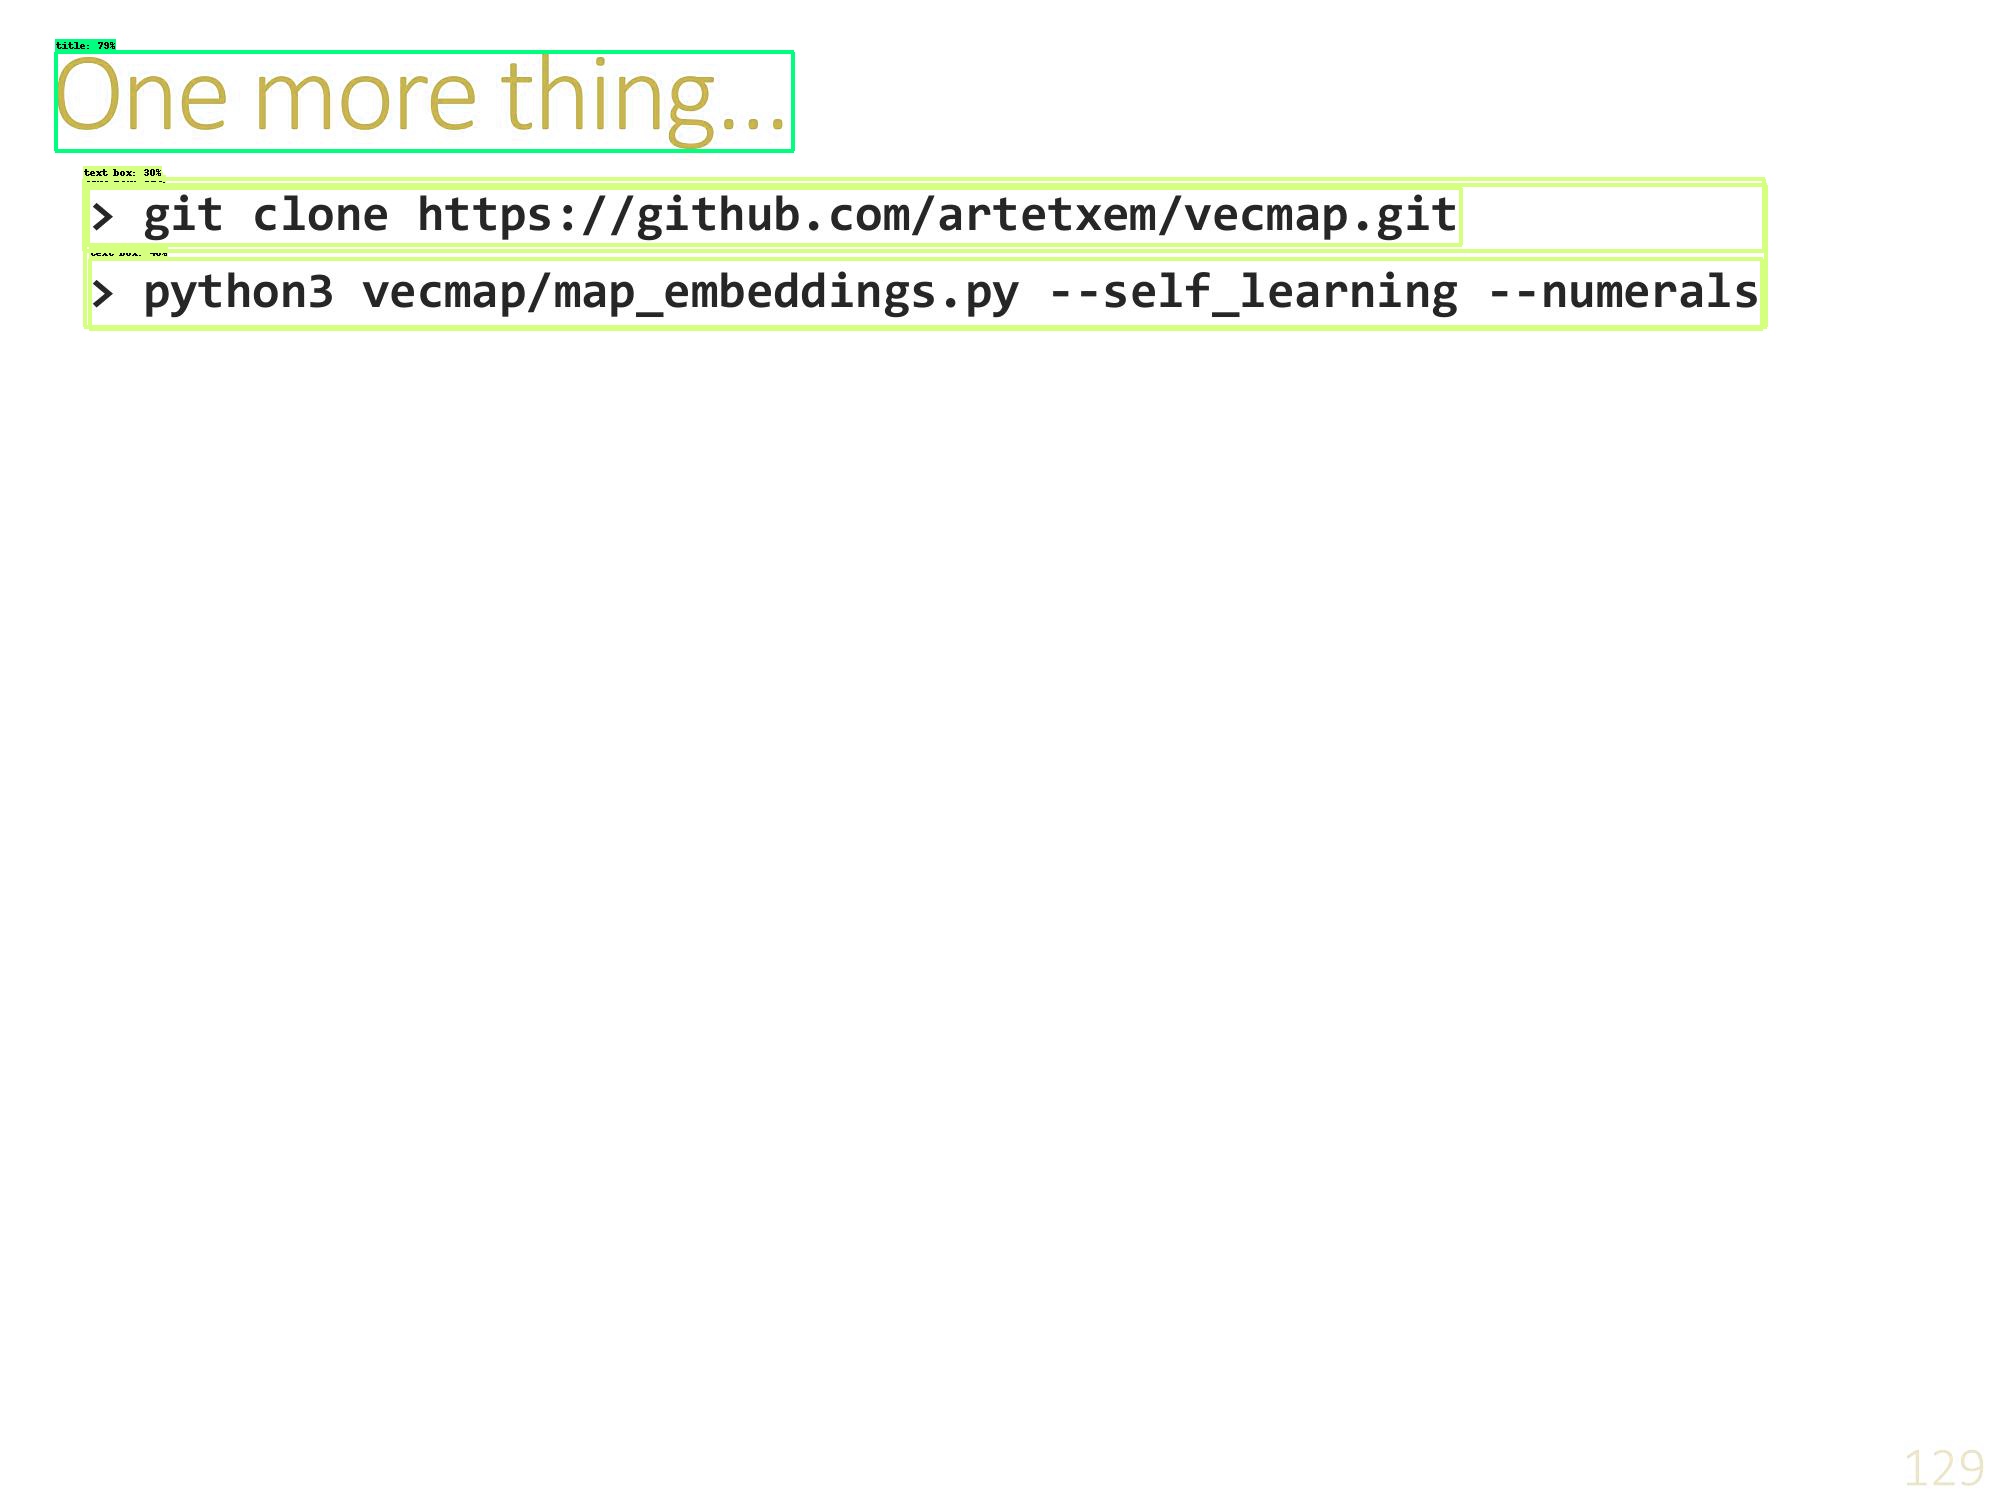 title: 79%
One more thing...
text box: 30%
> git clone https://github.com/artetxem/vecmap.git
text box: 40%
> python3 vecmap/map_embeddings.py --self_learning --numerals
129